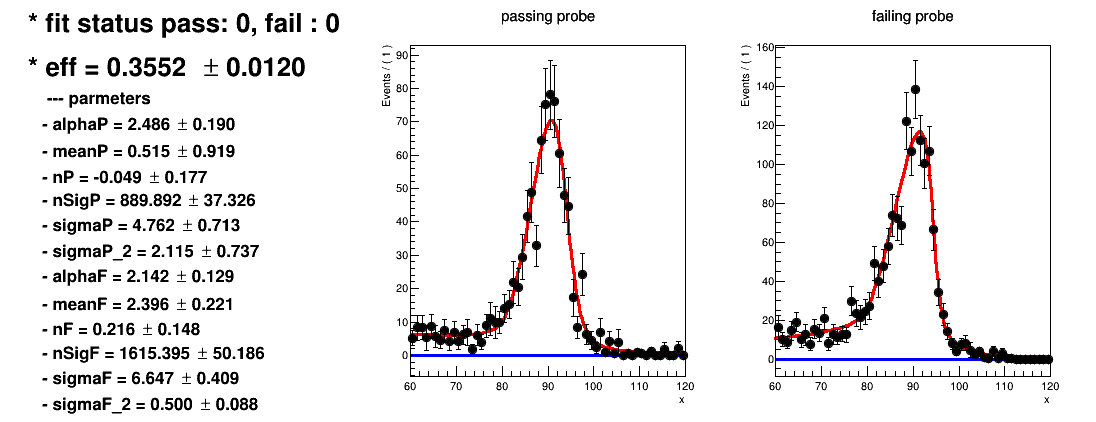 * fit status pass: 0, fail : 0
* eff = 0.3552 ± 0.0120
--- parmeters
- alphaP = 2.486 ± 0.190
- meanP = 0.515 ± 0.919
- nP = -0.049 ± 0.177
- nSigP = 889.892 ± 37.326
- sigmaP = 4.762 ± 0.713
- sigmaP_2 = 2.115 ± 0.737
- alphaF = 2.142 ± 0.129
- meanF = 2.396 ± 0.221
- nF = 0.216 ± 0.148
- nSigF = 1615.395 ± 50.186
- sigmaF = 6.647 ± 0.409
- sigmaF_2 = 0.500 ± 0.088
passing probe
Events / ( 1 )
90
80
70
60
50
40
30
20
10
0
60 70 80 90 100 110 120
x
failing probe
Events / ( 1 )
160
140
120
100
80
60
40
20
0
60 70 80 90 100 110 120
x